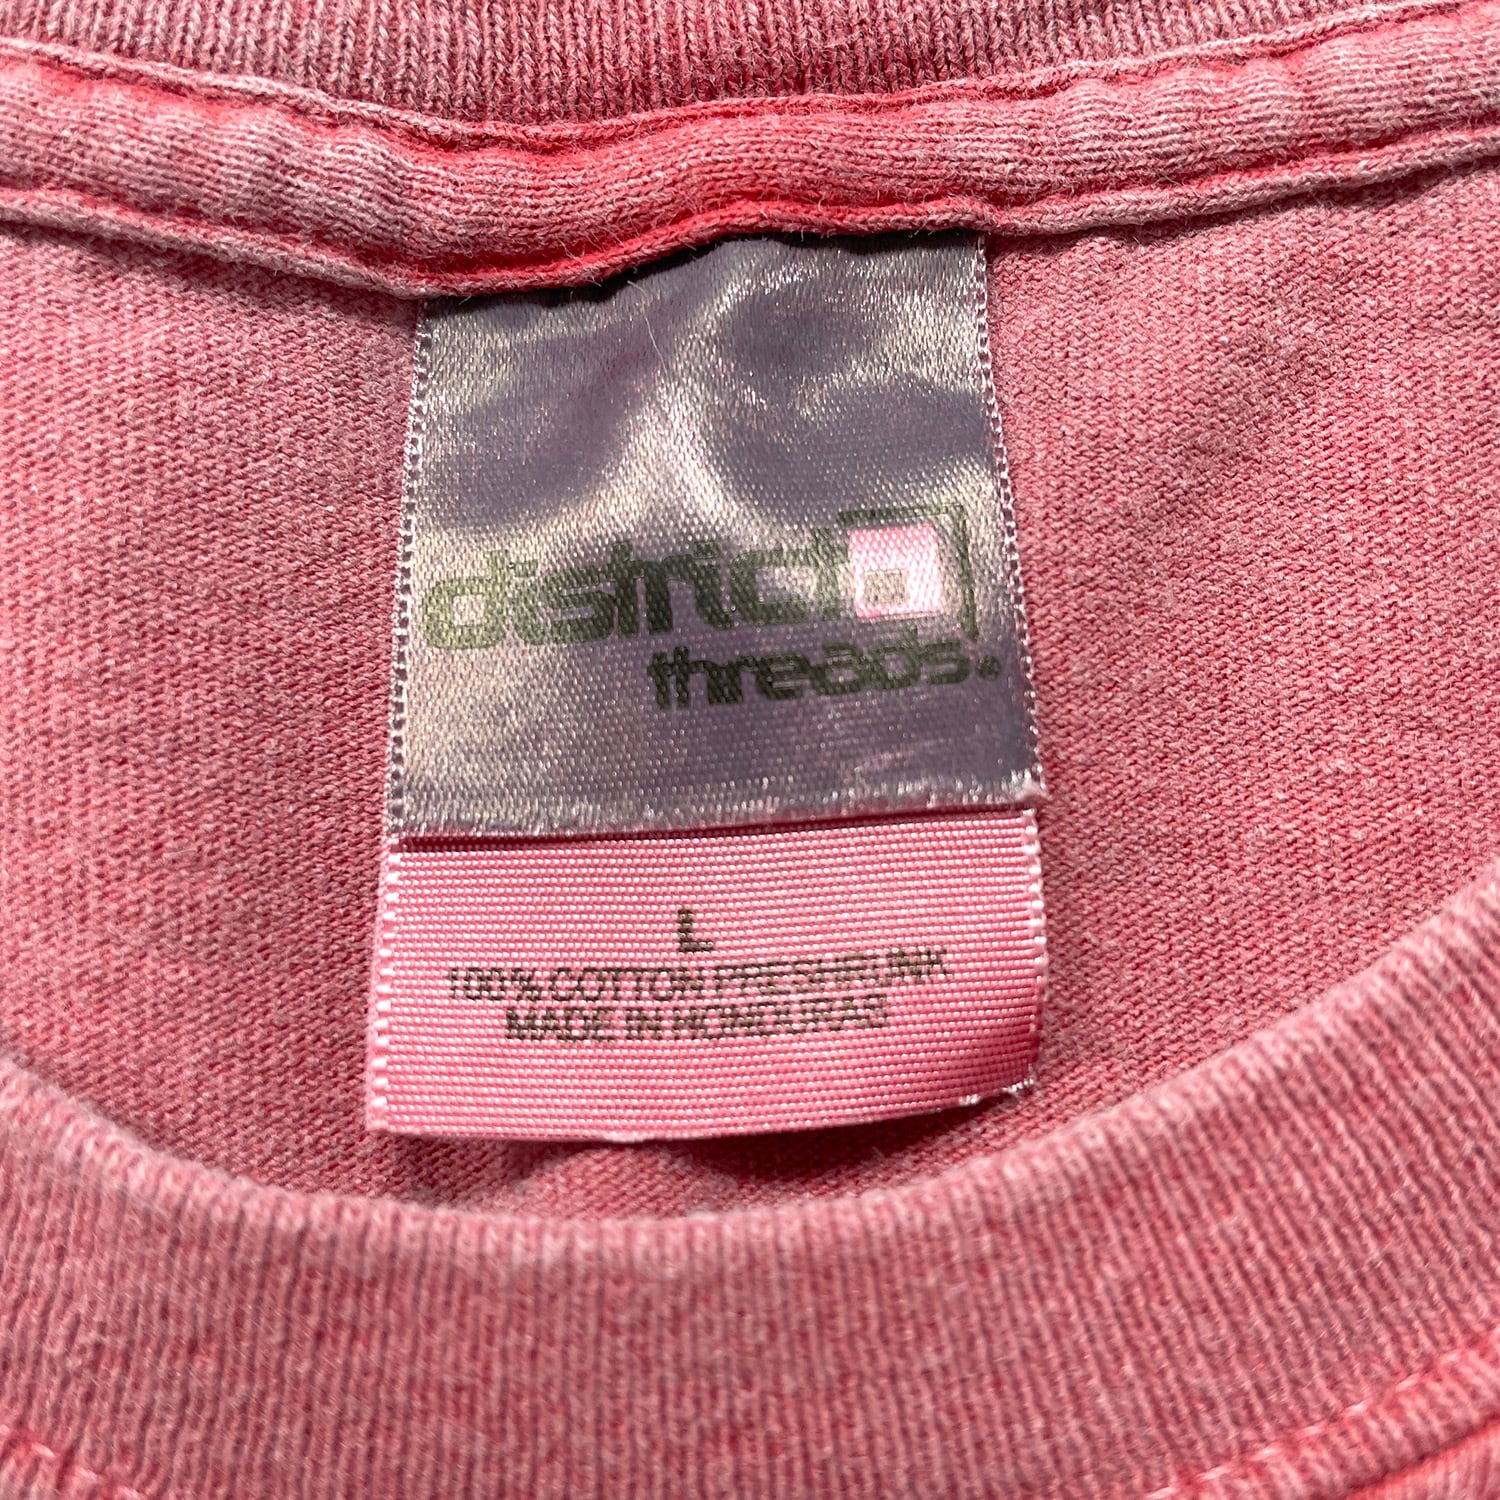 district
threads®
L
100% COTTON PRESHRUNK
MADE IN HONDURAS